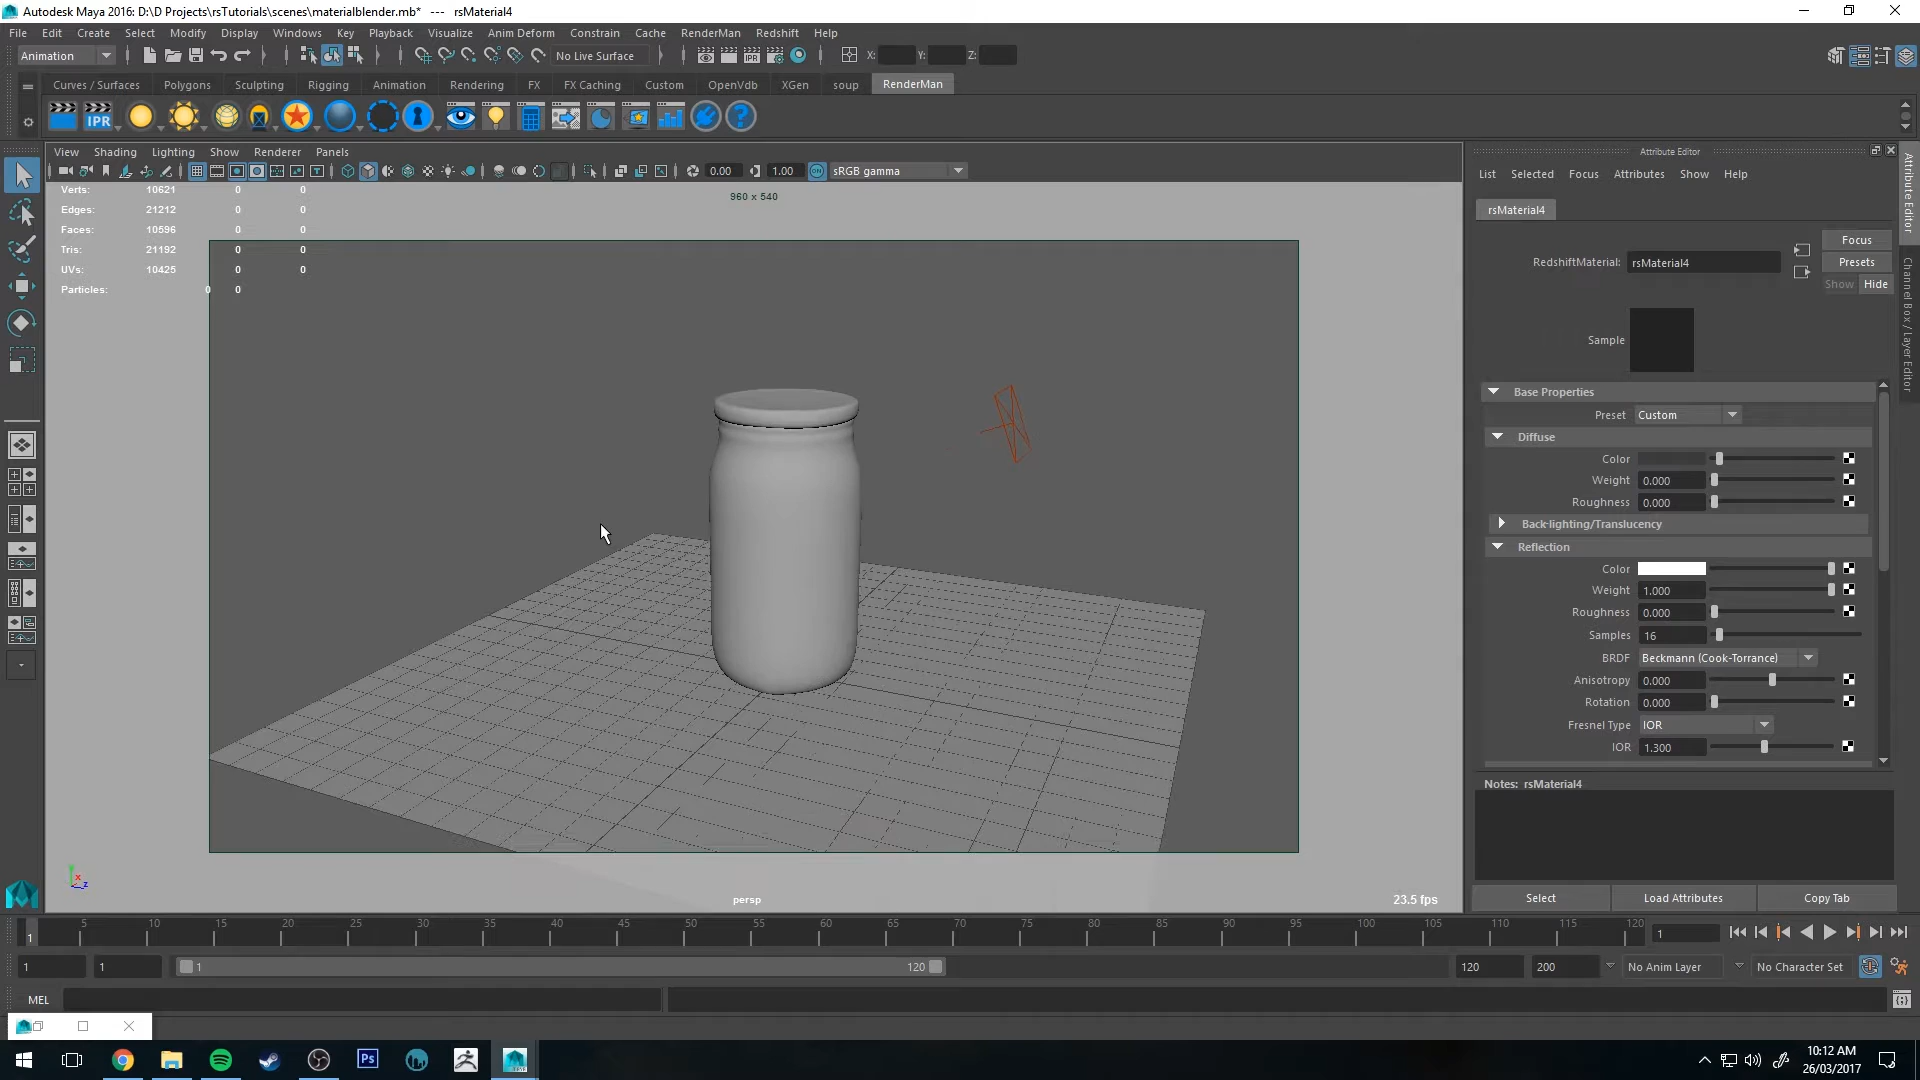 Autodesk Maya 2016: D:\D Projects\rsTutorials\scenes\materialblender.mb*  ---  rsMaterial4
File Edit Create Select Modify Display Windows Key Playback Visualize Anim Deform Constrain Cache RenderMan Redshift Help
Animation No Live Surface X: Y: Z:
Curves / Surfaces Polygons Sculpting Rigging Animation Rendering FX FX Caching Custom OpenVdb XGen soup RenderMan
IPR
View Shading Lighting Show Renderer Panels
0.00 1.00 ON sRGB gamma
Verts: 10621 0 0
Edges: 21212 0 0
Faces: 10596 0 0
Tris: 21192 0 0
UVs: 10425 0 0
Particles: 0 0
960 x 540
persp
23.5 fps
x
z
Attribute Editor
List Selected Focus Attributes Show Help
rsMaterial4
RedshiftMaterial: rsMaterial4
Focus
Presets
Show Hide
Sample
Base Properties
Preset Custom
Diffuse
Color
Weight 0.000
Roughness 0.000
Back-lighting/Translucency
Reflection
Color
Weight 1.000
Roughness 0.000
Samples 16
BRDF Beckmann (Cook-Torrance)
Anisotropy 0.000
Rotation 0.000
Fresnel Type IOR
IOR 1.300
Notes: rsMaterial4
Select Load Attributes Copy Tab
Attribute Editor
Channel Box / Layer Editor
1 5 10 15 20 25 30 35 40 45 50 55 60 65 70 75 80 85 90 95 100 105 110 115 120 1
1 1 1 120 120 200 No Anim Layer No Character Set
MEL
Ps
10:12 AM
26/03/2017